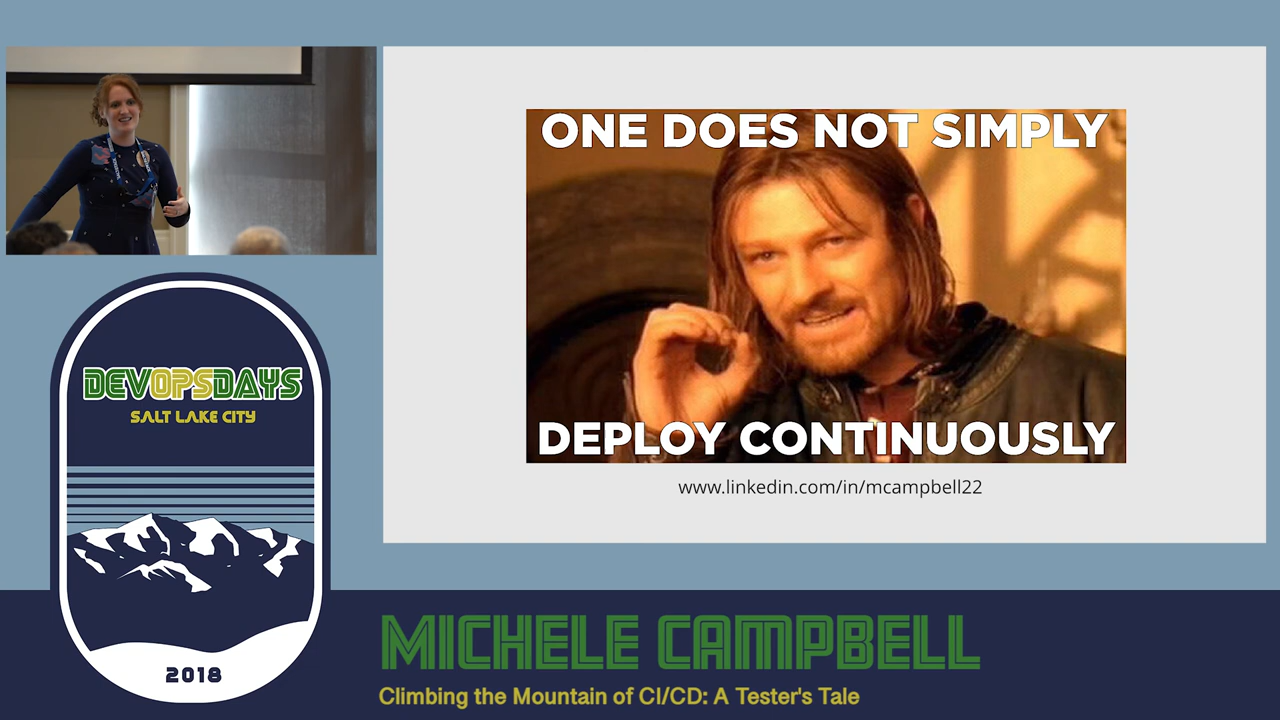 ONE DOES NOT SIMPLY
DEPLOY CONTINUOUSLY
www.linkedin.com/in/mcampbell22
DEVOPSDAYS
SALT LAKE CITY
2018
MICHELE CAMPBELL
Climbing the Mountain of CI/CD: A Tester's Tale